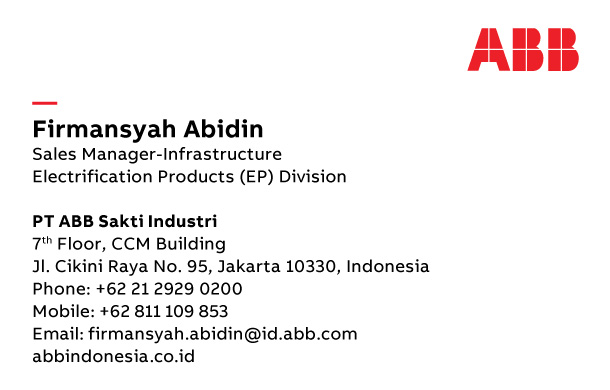 ABB
Firmansyah Abidin
Sales Manager-Infrastructure
Electrification Products (EP) Division
PT ABB Sakti Industri
7th Floor, CCM Building
Jl. Cikini Raya No. 95, Jakarta 10330, Indonesia
Phone: +62 21 2929 0200
Mobile: +62 811 109 853
Email: firmansyah.abidin@id.abb.com
abbindonesia.co.id